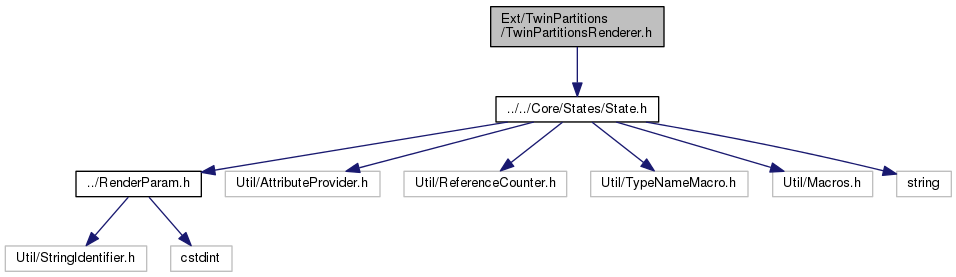 Ext/TwinPartitions
/TwinPartitionsRenderer.h
../../Core/States/State.h
../RenderParam.h
Util/AttributeProvider.h
Util/ReferenceCounter.h
Util/TypeNameMacro.h
Util/Macros.h
string
Util/StringIdentifier.h
cstdint